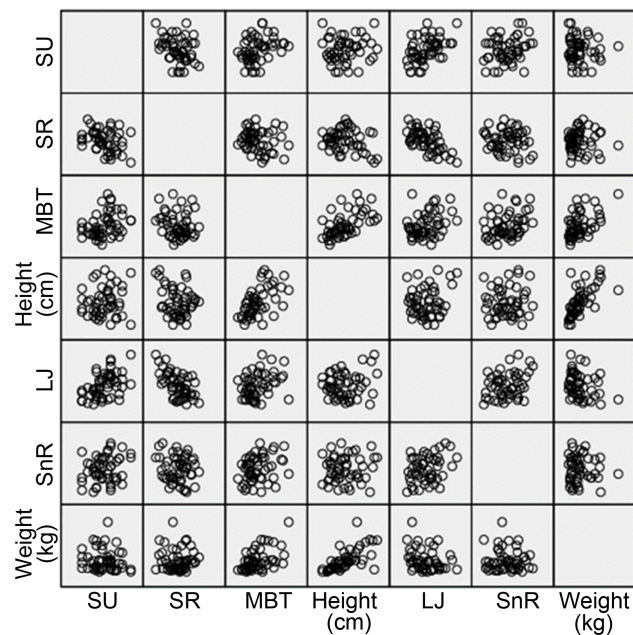 SU
SR
MBT
Height
(cm)
LJ
SnR
Weight
(kg)
SU
SR
MBT
Height
(cm)
LJ
SnR
Weight
(kg)